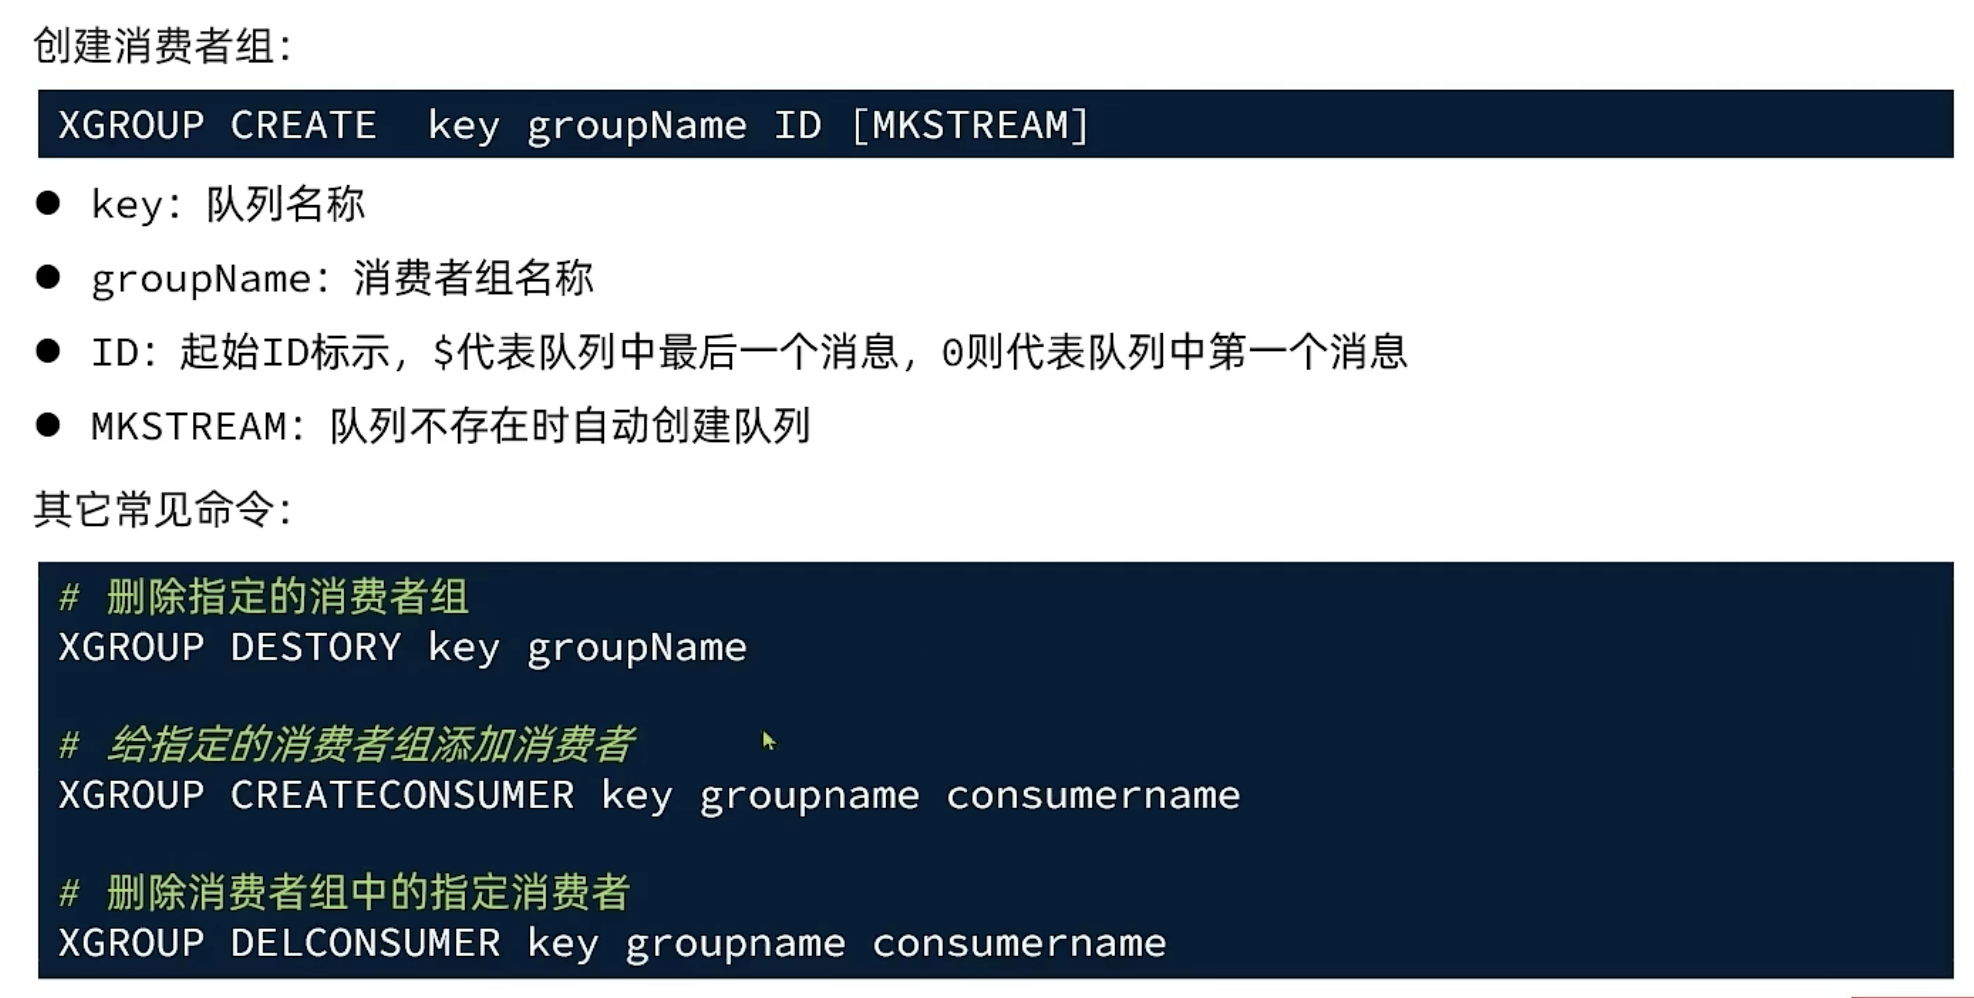 创建消费者组：
XGROUP CREATE  key groupName ID [MKSTREAM]
● key：队列名称
● groupName：消费者组名称
● ID：起始ID标示，$代表队列中最后一个消息，0则代表队列中第一个消息
● MKSTREAM：队列不存在时自动创建队列
其它常见命令：
# 删除指定的消费者组
XGROUP DESTORY key groupName
# 给指定的消费者组添加消费者
XGROUP CREATECONSUMER key groupname consumername
# 删除消费者组中的指定消费者
XGROUP DELCONSUMER key groupname consumername